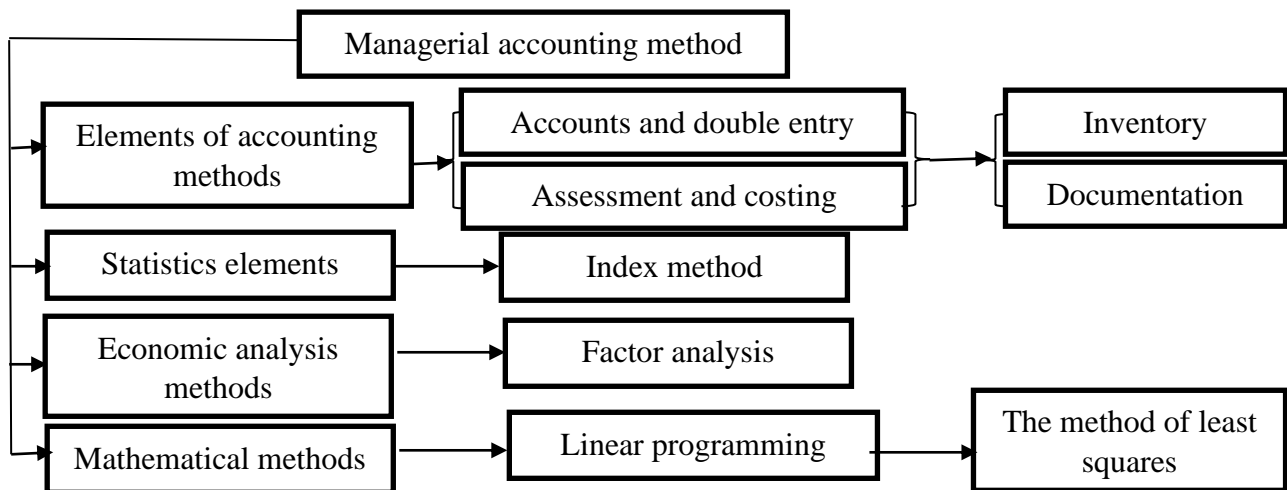 Managerial accounting method
Elements of accounting
methods
Accounts and double entry
Assessment and costing
Inventory
Documentation
Statistics elements
Index method
Economic analysis
methods
Factor analysis
Mathematical methods
Linear programming
The method of least
squares